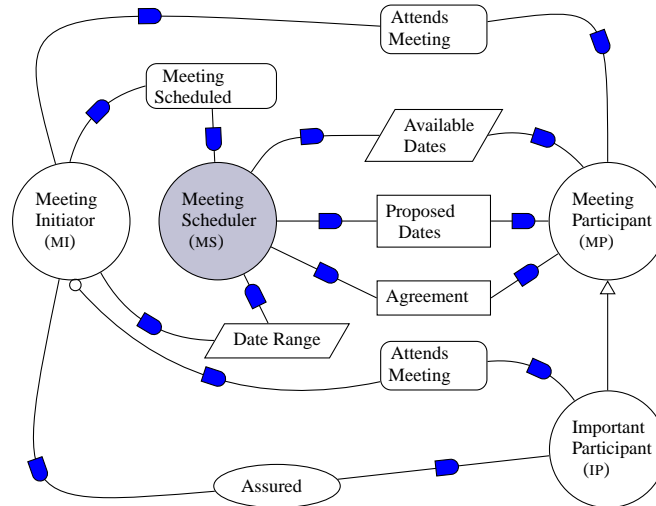 Attends
Meeting
Meeting
Scheduled
Available
Dates
Meeting
Initiator
(MI)
Meeting
Scheduler
(MS)
Proposed
Dates
Meeting
Participant
(MP)
Agreement
Date Range
Attends
Meeting
Important
Participant
(IP)
Assured